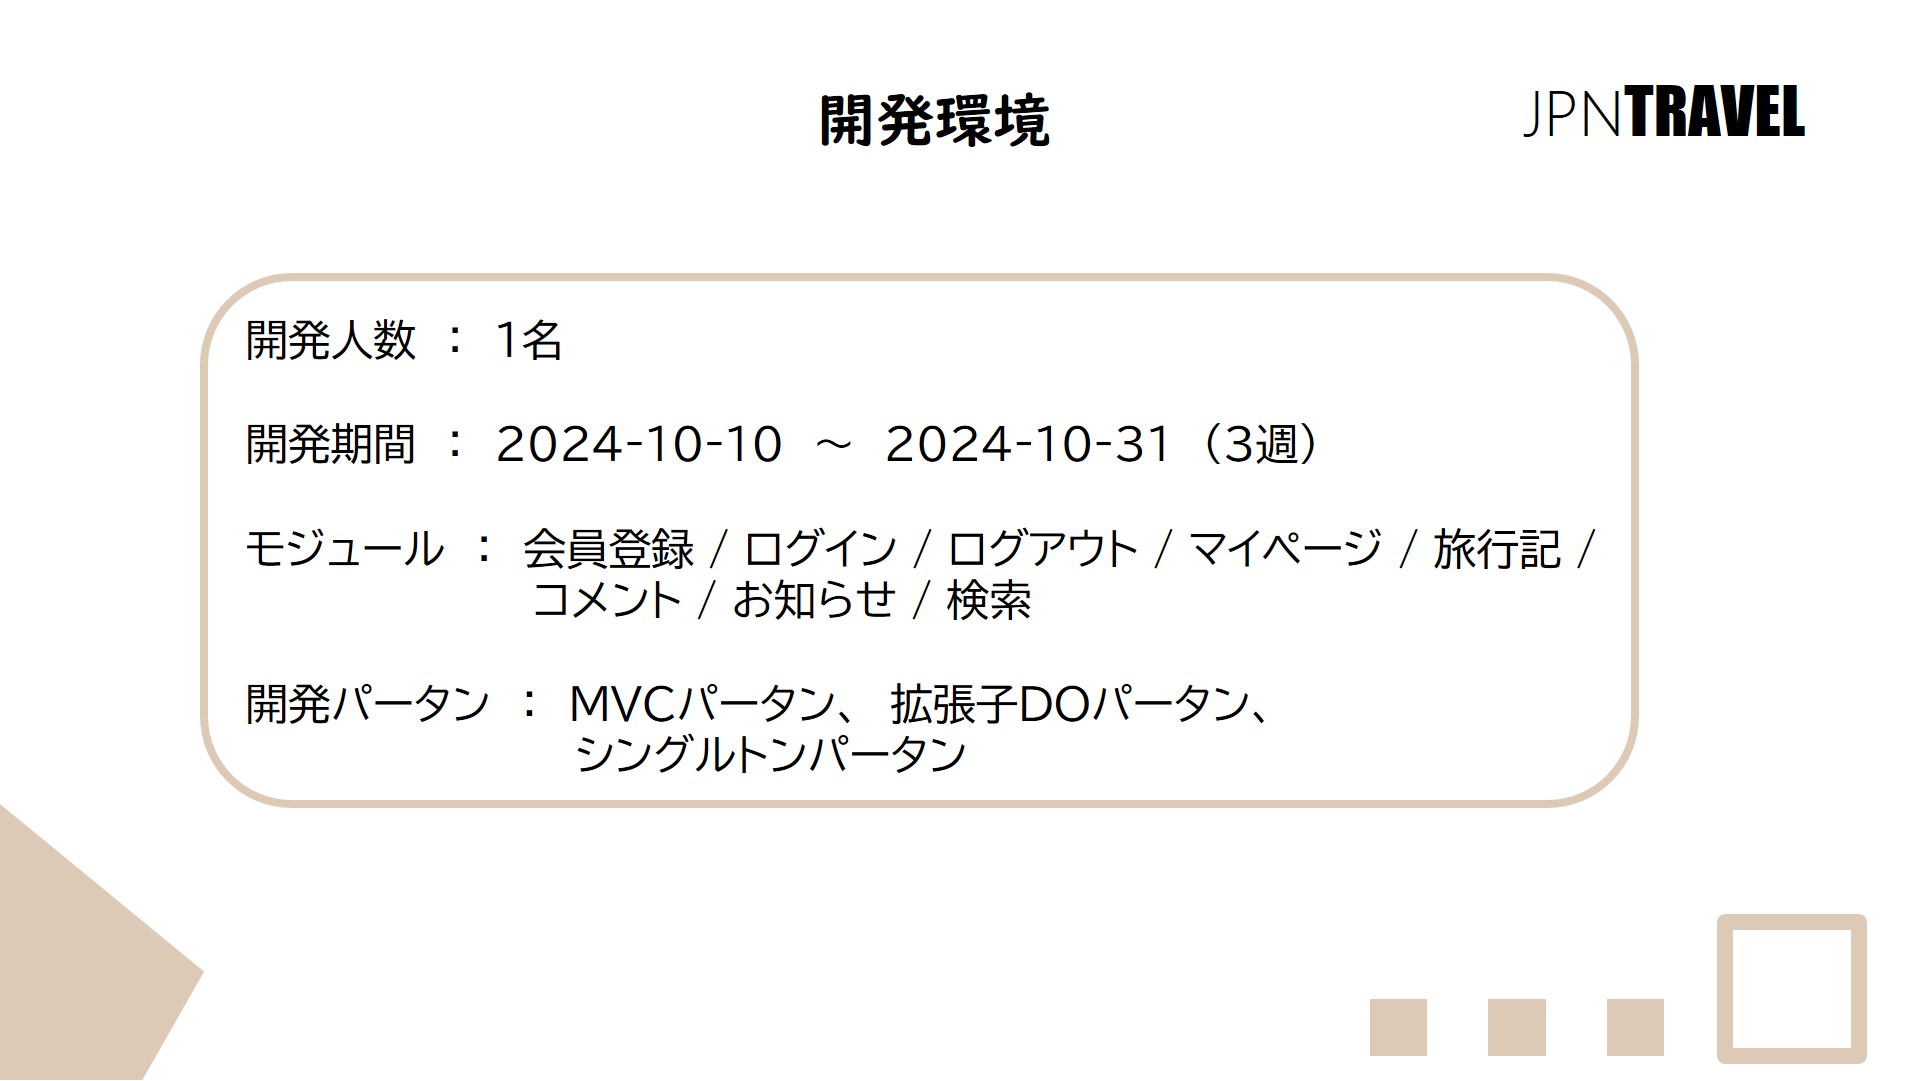 開発環境
JPNTRAVEL
開発人数 : 1名
開発期間 : 2024-10-10 ～ 2024-10-31 (3週)
モジュール : 会員登録 / ログイン / ログアウト / マイページ / 旅行記 /
コメント / お知らせ / 検索
開発パータン : MVCパータン、 拡張子DOパータン、
シングルトンパータン